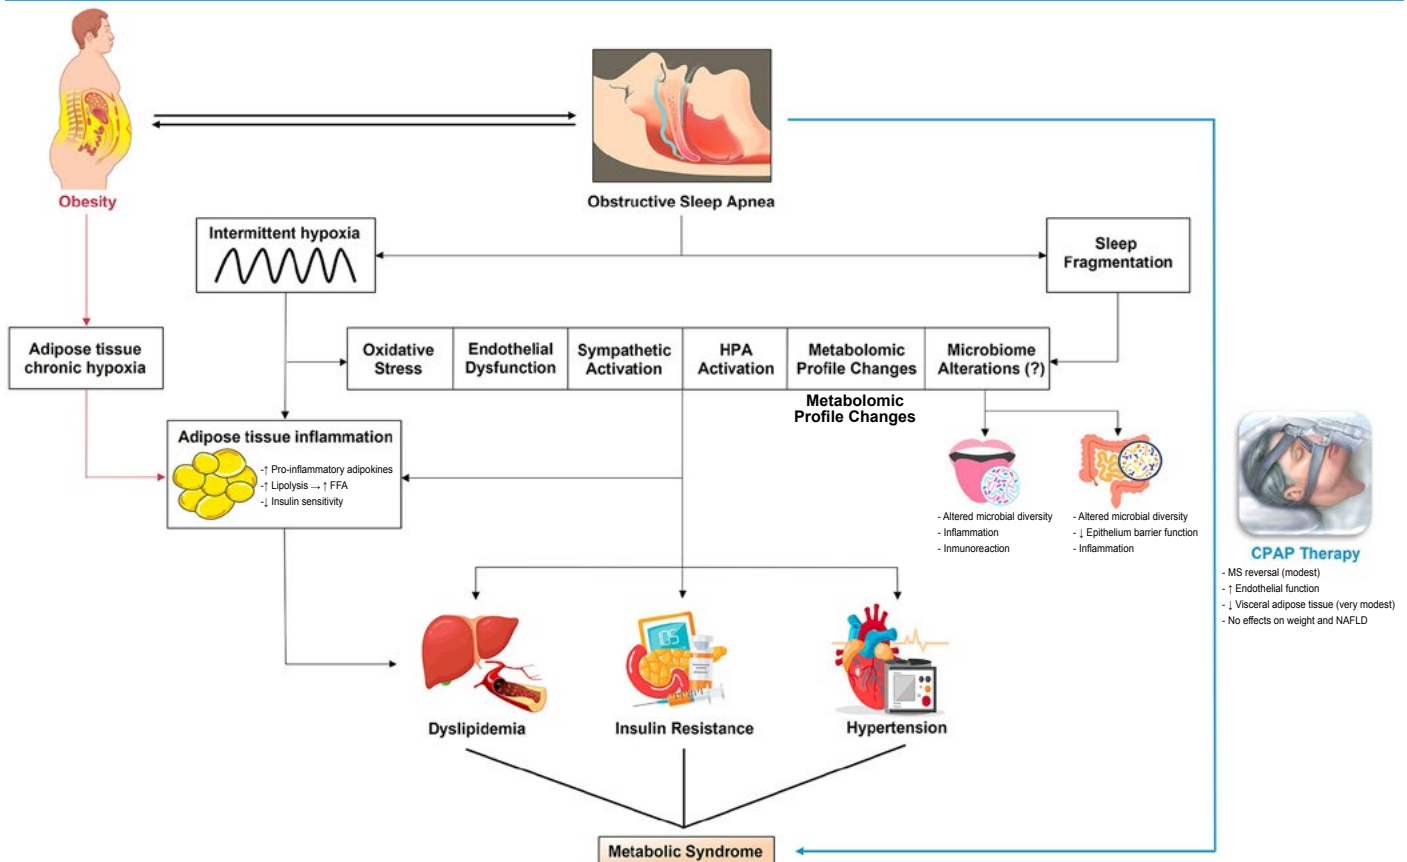 Obesity
Obstructive Sleep Apnea
Intermittent hypoxia
Sleep
Fragmentation
Adipose tissue
chronic hypoxia
Oxidative
Stress
Endothelial
Dysfunction
Sympathetic
Activation
HPA
Activation
Metabolomic
Profile Changes
Microbiome
Alterations (?)
Metabolomic
Profile Changes
Adipose tissue inflammation
-↑ Pro-inflammatory adipokines
-↑ Lipolysis → ↑ FFA
-↓ Insulin sensitivity
- Altered microbial diversity
- Inflammation
- Inmunoreaction
- Altered microbial diversity
- ↓ Epithelium barrier function
- Inflammation
CPAP Therapy
- MS reversal (modest)
- ↑ Endothelial function
- ↓ Visceral adipose tissue (very modest)
- No effects on weight and NAFLD
Dyslipidemia
Insulin Resistance
Hypertension
Metabolic Syndrome